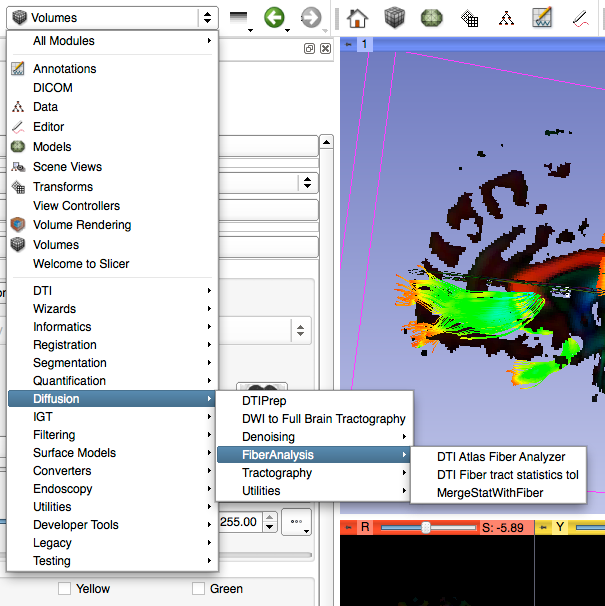 Volumes
All Modules
Annotations
DICOM
Data
Editor
Models
Scene Views
Transforms
View Controllers
Volume Rendering
Volumes
Welcome to Slicer
DTI
Wizards
Informatics
Registration
Segmentation
Quantification
Diffusion
IGT
Filtering
Surface Models
Converters
Endoscopy
Utilities
Developer Tools
Legacy
Testing
DTIPrep
DWI to Full Brain Tractography
Denoising
FiberAnalysis
Tractography
Utilities
DTI Atlas Fiber Analyzer
DTI Fiber tract statistics tol
MergeStatWithFiber
1
255.00
...
R
S: -5.89
Y
Yellow
Green